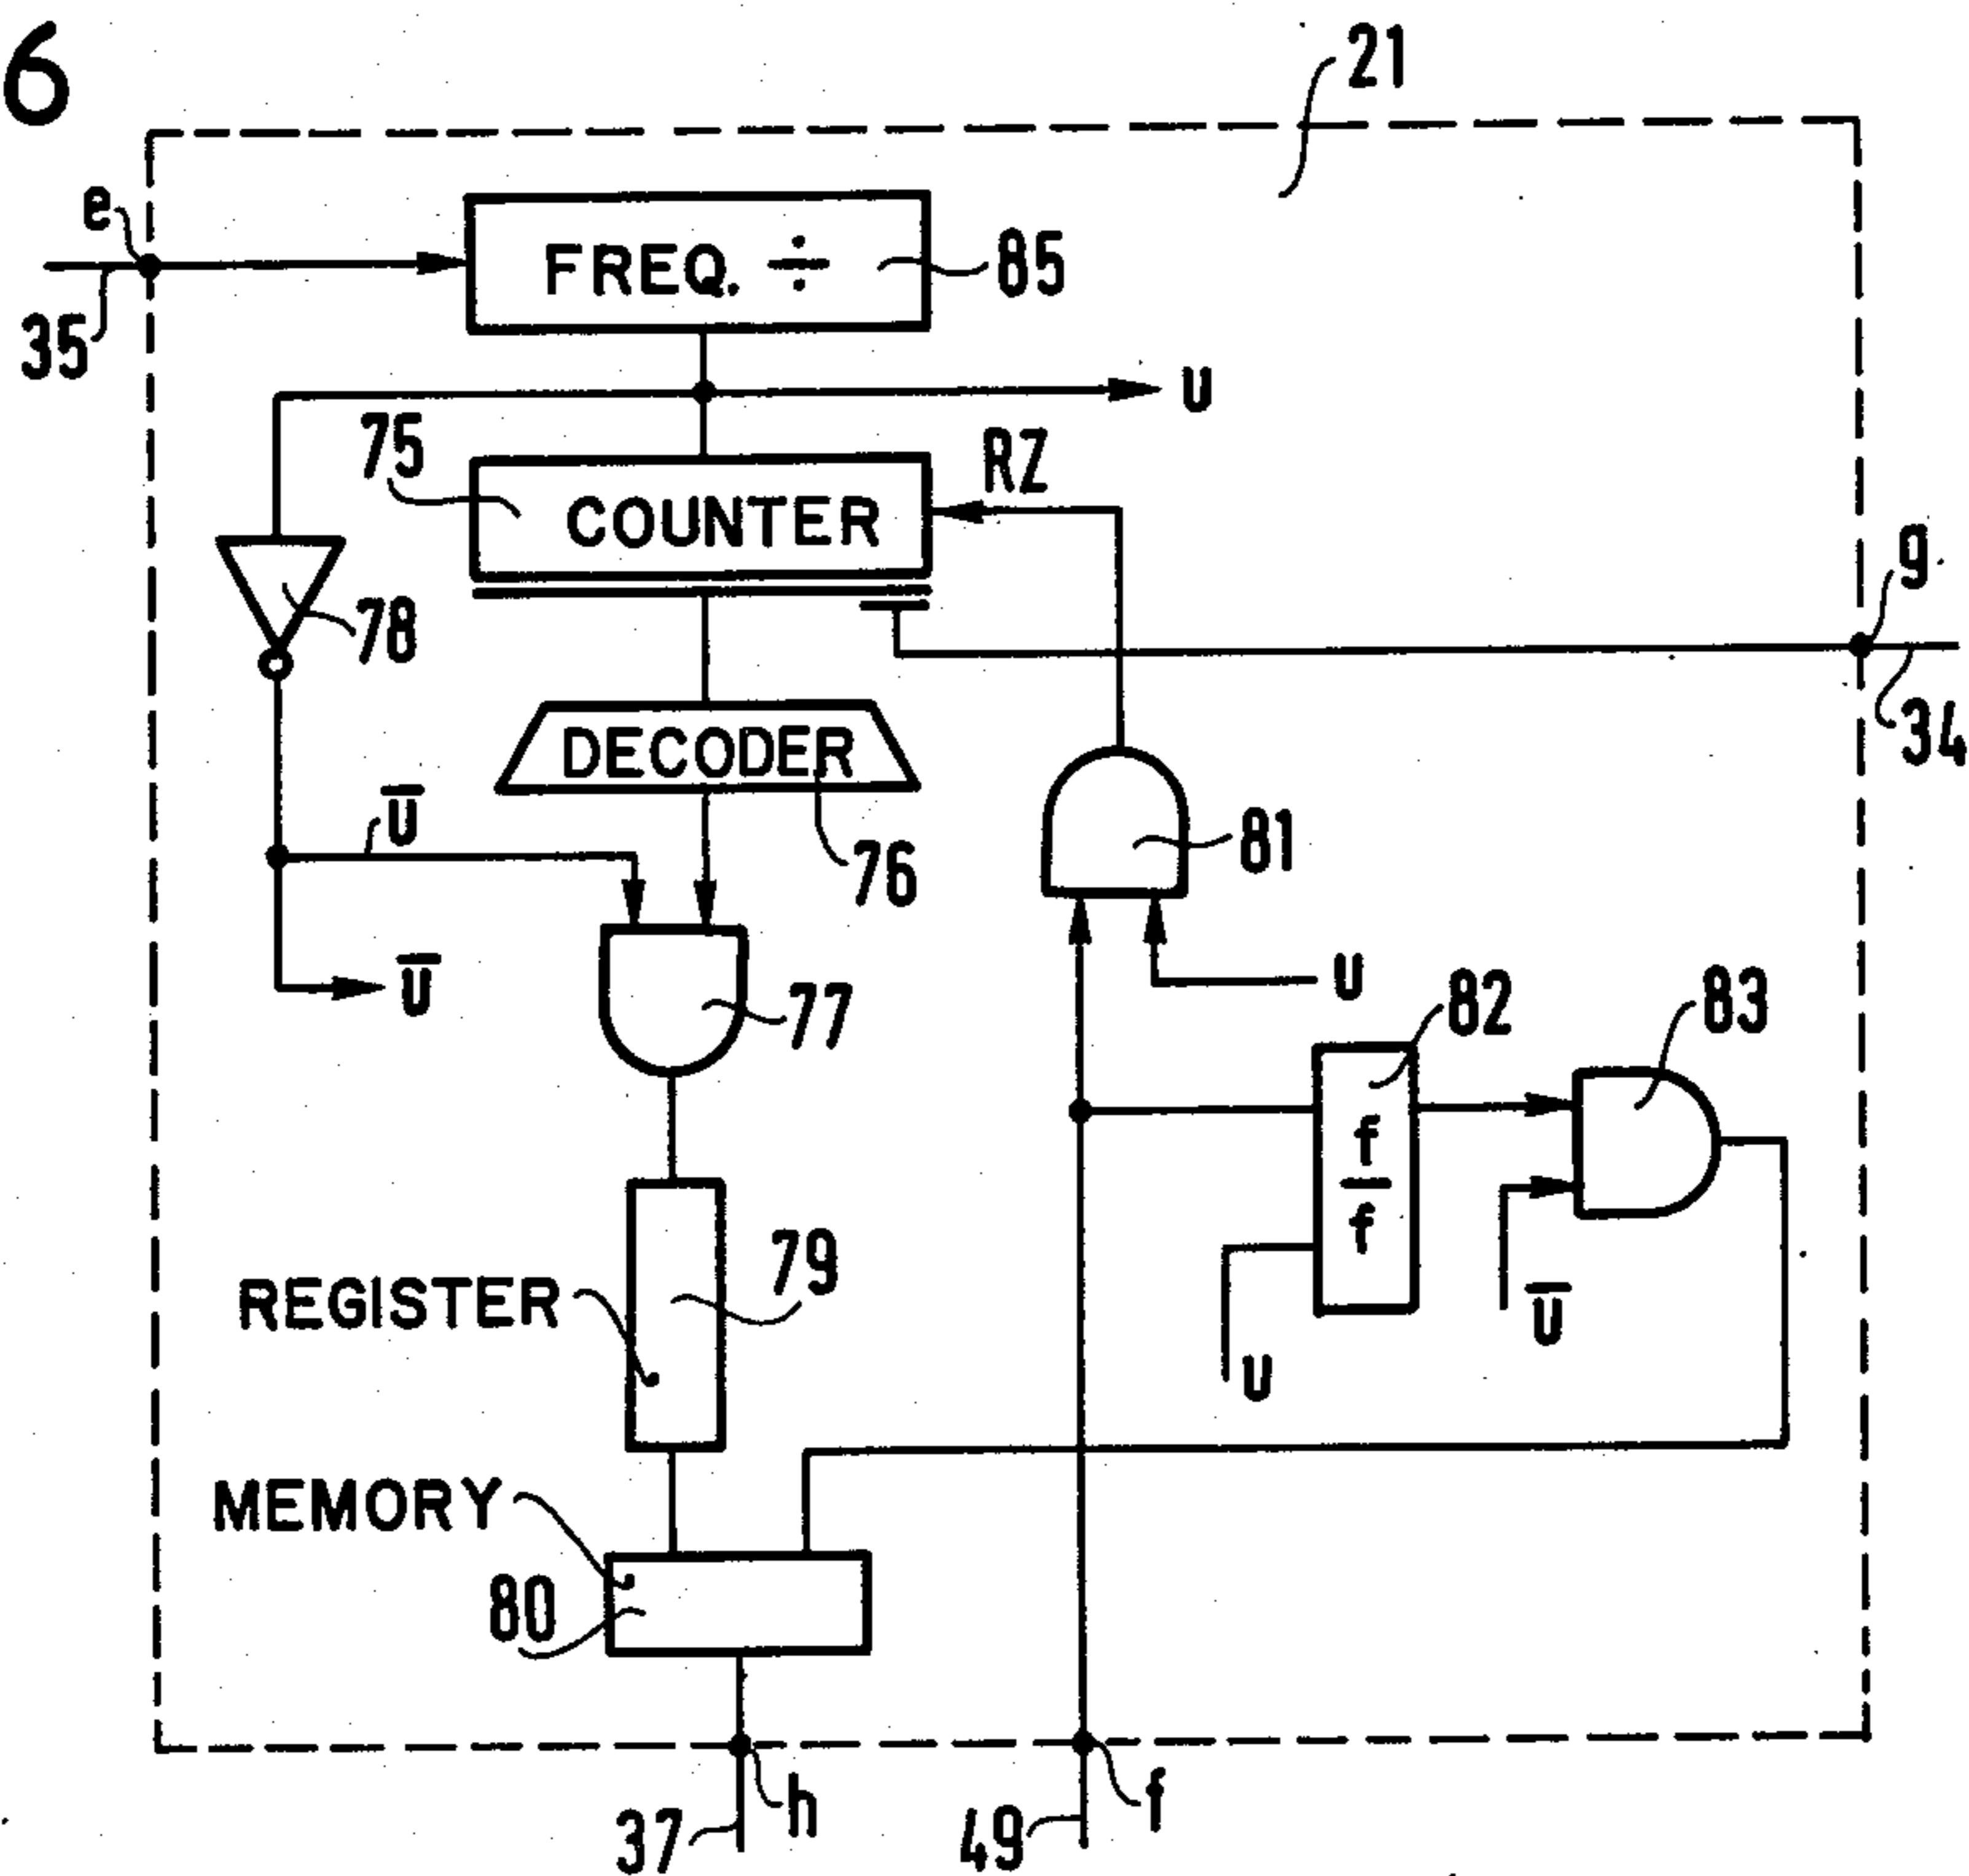 6
21
e
FREQ. ÷
85
35
U
75
RZ
COUNTER
g
78
34
DECODER
U̅
76
81
U̅
77
U
82
83
f
f
79
REGISTER
U̅
U
MEMORY
80
h
f
37
49